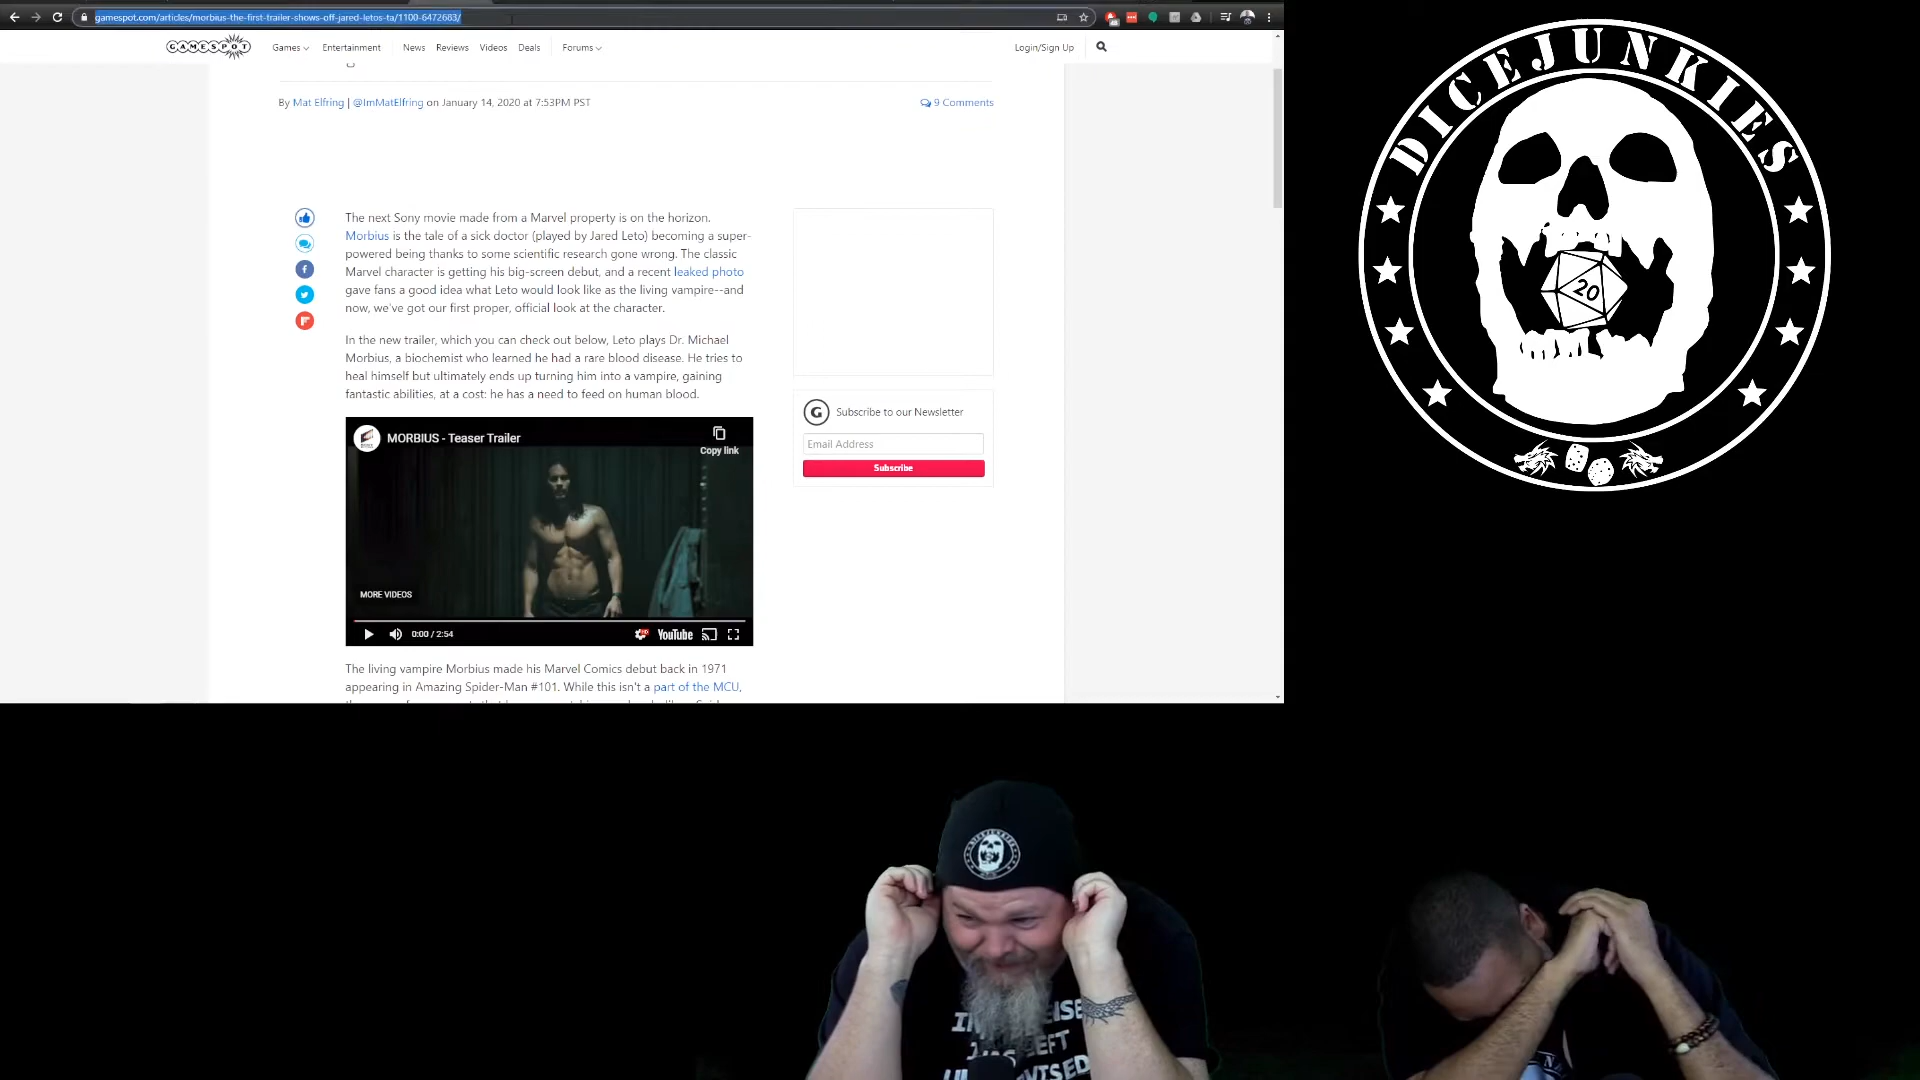 gamespot.com/articles/morbius-the-first-trailer-shows-off-jared-letos-ta/1100-6472683/
GAMESPOT
Games
Entertainment
News
Reviews
Videos
Deals
Forums
Login/Sign Up
By Mat Elfring | @ImMatElfring on January 14, 2020 at 7:53PM PST
9 Comments
The next Sony movie made from a Marvel property is on the horizon.
Morbius is the tale of a sick doctor (played by Jared Leto) becoming a super-
powered being thanks to some scientific research gone wrong. The classic
Marvel character is getting his big-screen debut, and a recent leaked photo
gave fans a good idea what Leto would look like as the living vampire--and
now, we've got our first proper, official look at the character.
In the new trailer, which you can check out below, Leto plays Dr. Michael
Morbius, a biochemist who learned he had a rare blood disease. He tries to
heal himself but ultimately ends up turning him into a vampire, gaining
fantastic abilities, at a cost: he has a need to feed on human blood.
MORBIUS - Teaser Trailer
Copy link
MORE VIDEOS
0:00 / 2:54
YouTube
The living vampire Morbius made his Marvel Comics debut back in 1971
appearing in Amazing Spider-Man #101. While this isn't a part of the MCU,
G
Subscribe to our Newsletter
Email Address
Subscribe
DICEJUNKIES
20